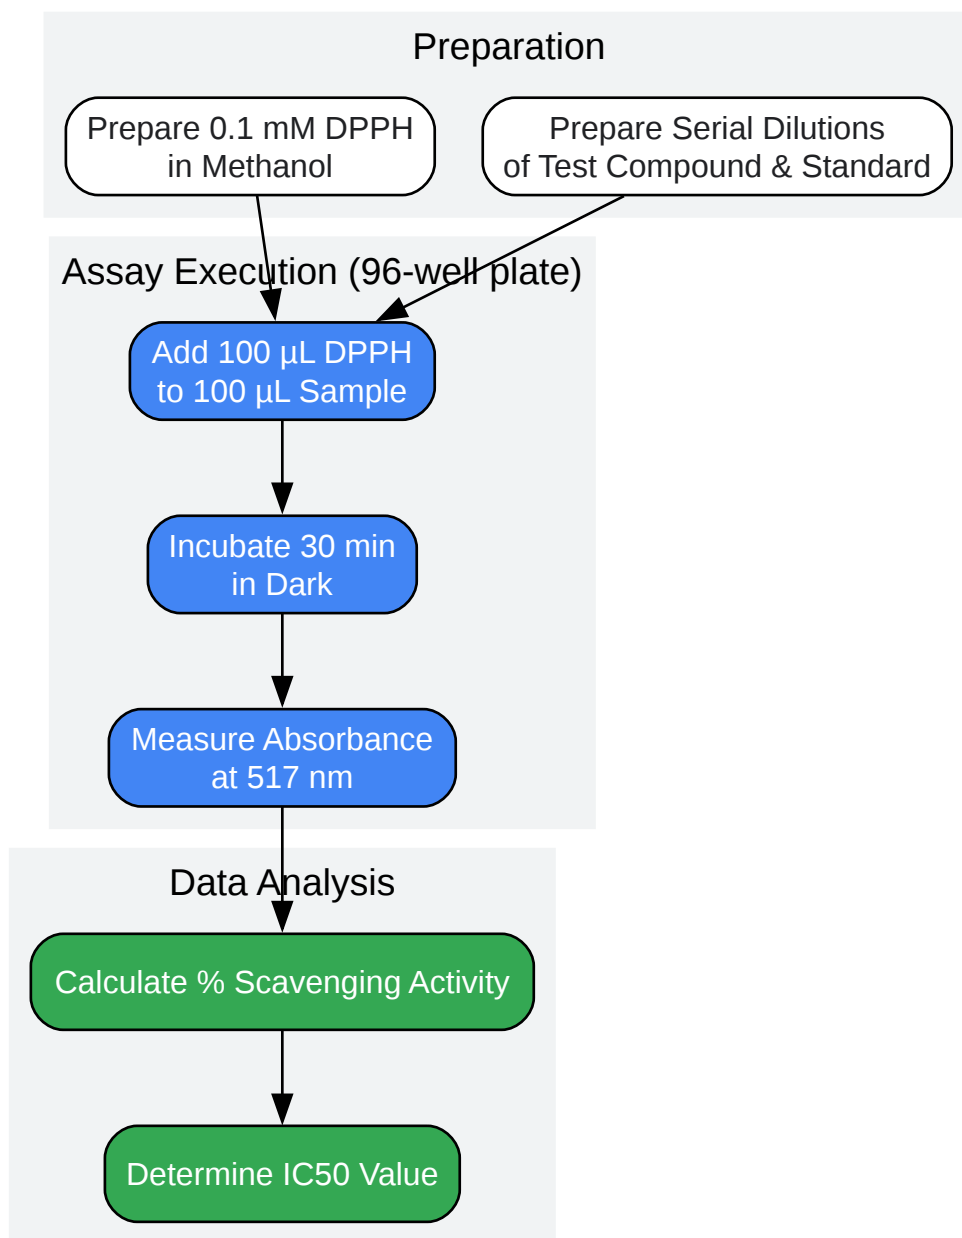 Preparation
Prepare 0.1 mM DPPH
in Methanol
Prepare Serial Dilutions
of Test Compound & Standard
Assay Execution (96-well plate)
Add 100 µL DPPH
to 100 µL Sample
Incubate 30 min
in Dark
Measure Absorbance
at 517 nm
Data Analysis
Calculate % Scavenging Activity
Determine IC50 Value